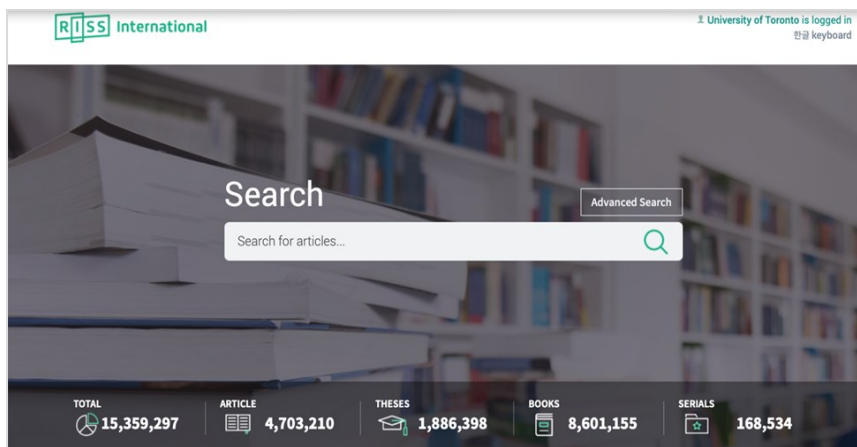 RISS International
University of Toronto is logged in
한글 keyboard
Search
Advanced Search
Search for articles...
TOTAL
15,359,297
ARTICLE
4,703,210
THESES
1,886,398
BOOKS
8,601,155
SERIALS
168,534